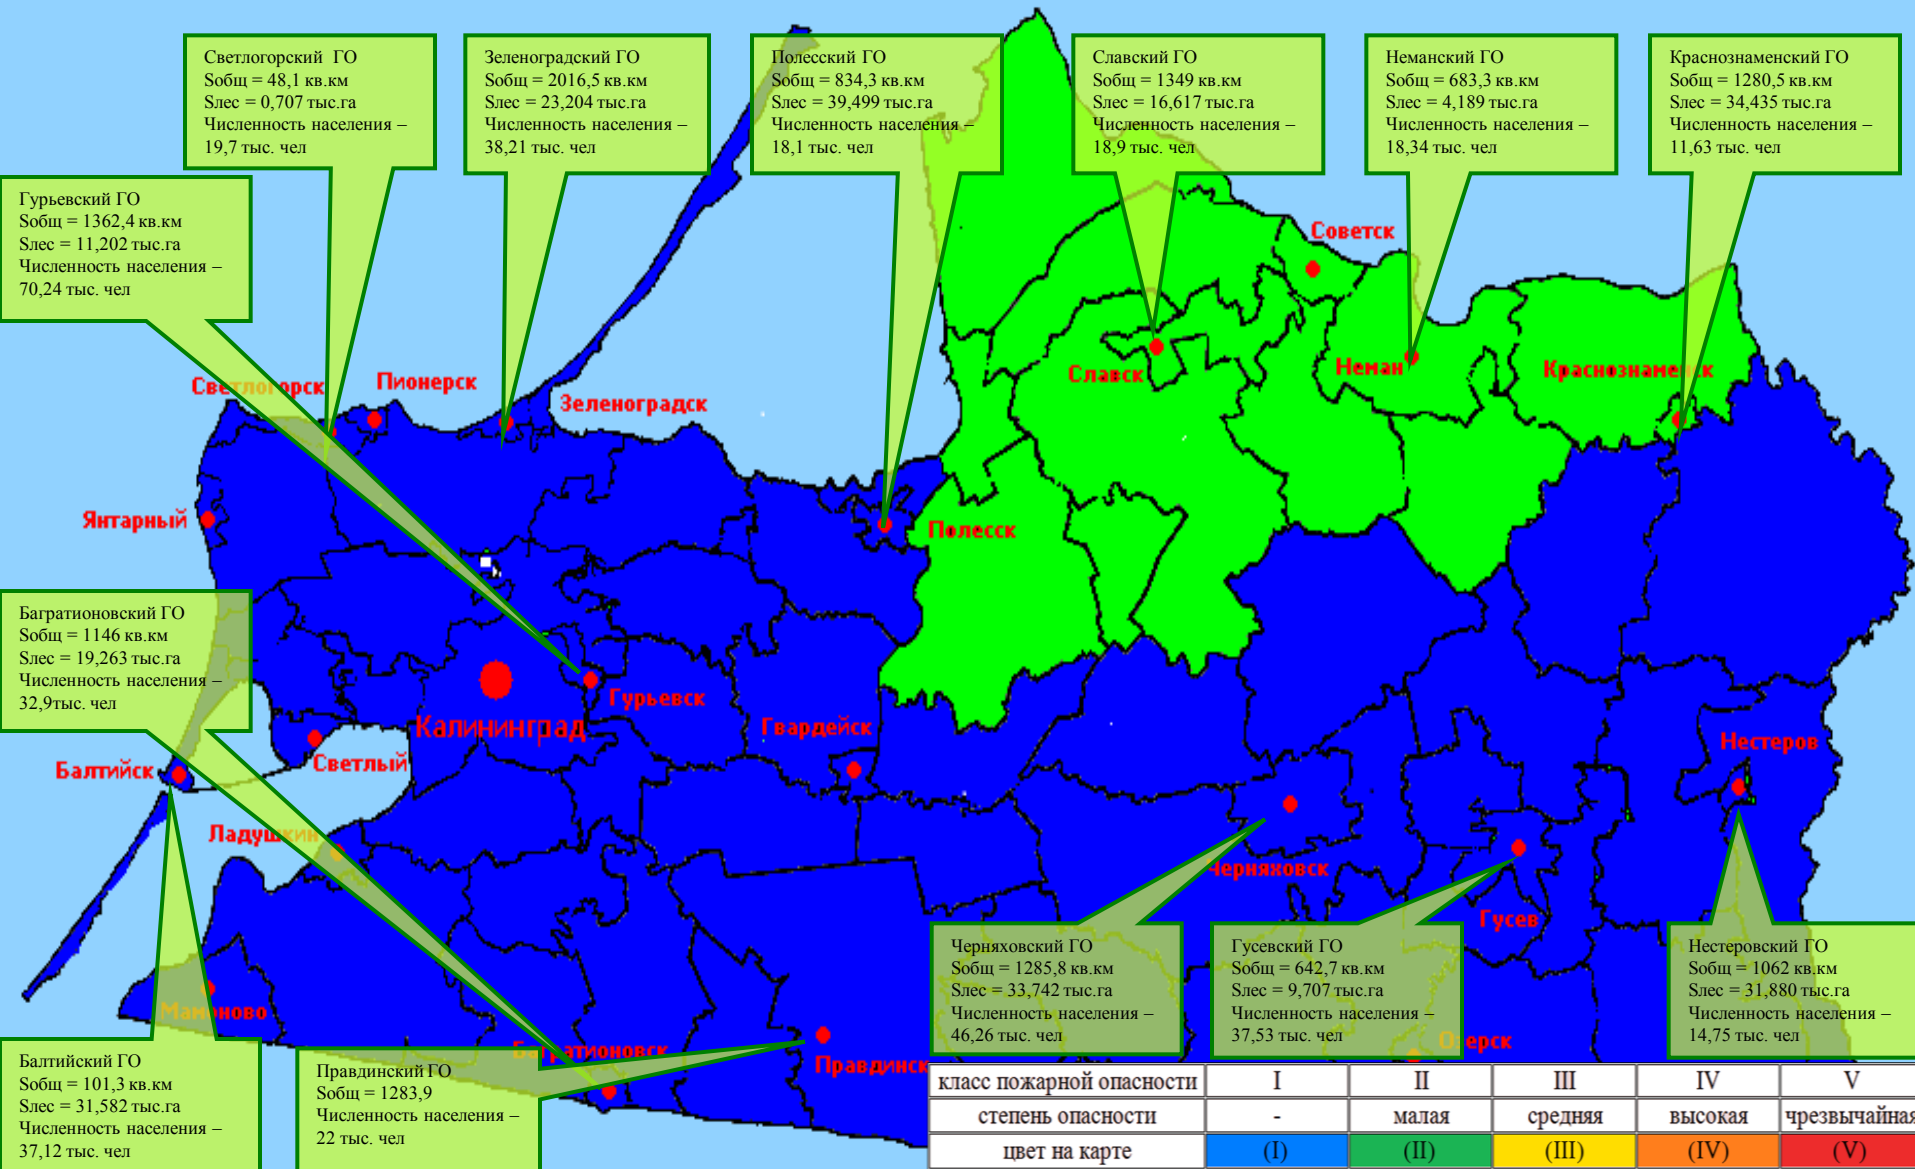 Светлогорский ГО
Sобщ = 48,1 кв.км
Sлес = 0,707 тыс.га
Численность населения –
19,7 тыс. чел
Зеленоградский ГО
Sобщ = 2016,5 кв.км
Sлес = 23,204 тыс.га
Численность населения –
38,21 тыс. чел
Полесский ГО
Sобщ = 834,3 кв.км
Sлес = 39,499 тыс.га
Численность населения –
18,1 тыс. чел
Славский ГО
Sобщ = 1349 кв.км
Sлес = 16,617 тыс.га
Численность населения –
18,9 тыс. чел
Неманский ГО
Sобщ = 683,3 кв.км
Sлес = 4,189 тыс.га
Численность населения –
18,34 тыс. чел
Краснознаменский ГО
Sобщ = 1280,5 кв.км
Sлес = 34,435 тыс.га
Численность населения –
11,63 тыс. чел
Гурьевский ГО
Sобщ = 1362,4 кв.км
Sлес = 11,202 тыс.га
Численность населения –
70,24 тыс. чел
Советск
Светлогорск
Пионерск
Зеленоградск
Славск
Неман
Краснознаменск
Янтарный
Полесск
Багратионовский ГО
Sобщ = 1146 кв.км
Sлес = 19,263 тыс.га
Численность населения –
32,9тыс. чел
Гурьевск
Калининград
Гвардейск
Нестеров
Светлый
Балтийск
Ладушкин
Черняховск
Гусев
Мамоново
Багратионовск
Правдинск
Озерск
Черняховский ГО
Sобщ = 1285,8 кв.км
Sлес = 33,742 тыс.га
Численность населения –
46,26 тыс. чел
Гусевский ГО
Sобщ = 642,7 кв.км
Sлес = 9,707 тыс.га
Численность населения –
37,53 тыс. чел
Нестеровский ГО
Sобщ = 1062 кв.км
Sлес = 31,880 тыс.га
Численность населения –
14,75 тыс. чел
Балтийский ГО
Sобщ = 101,3 кв.км
Sлес = 31,582 тыс.га
Численность населения –
37,12 тыс. чел
Правдинский ГО
Sобщ = 1283,9
Численность населения –
22 тыс. чел
класс пожарной опасности I II III IV V
степень опасности - малая средняя высокая чрезвычайная
цвет на карте (I) (II) (III) (IV) (V)